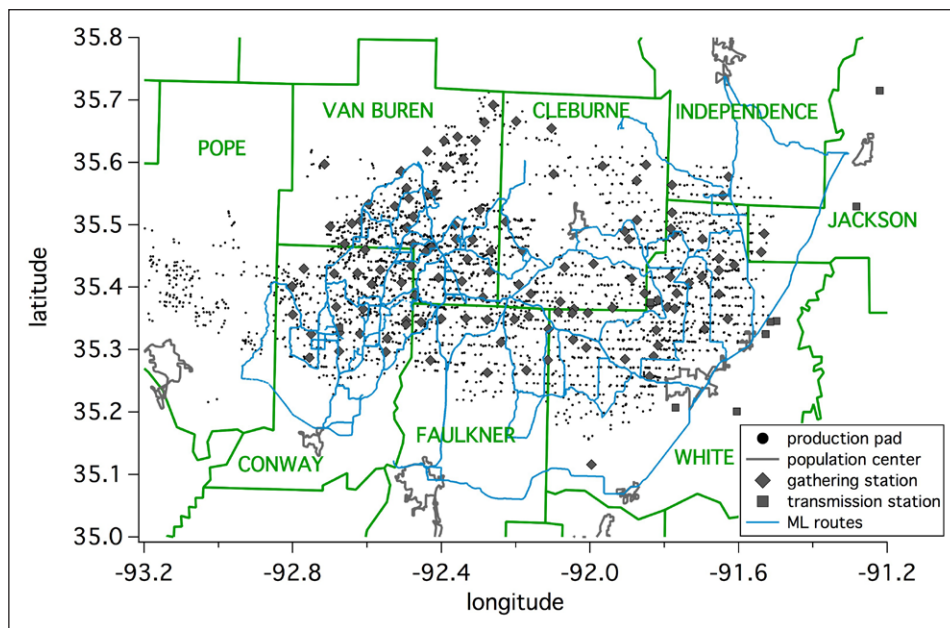 35.8
35.7
35.6
35.5
35.4
35.3
35.2
35.1
35.0
latitude
VAN BUREN
CLEBURNE
INDEPENDENCE
POPE
JACKSON
FAULKNER
CONWAY
WHITE
production pad
population center
gathering station
transmission station
ML routes
-93.2
-92.8
-92.4
-92.0
-91.6
-91.2
longitude